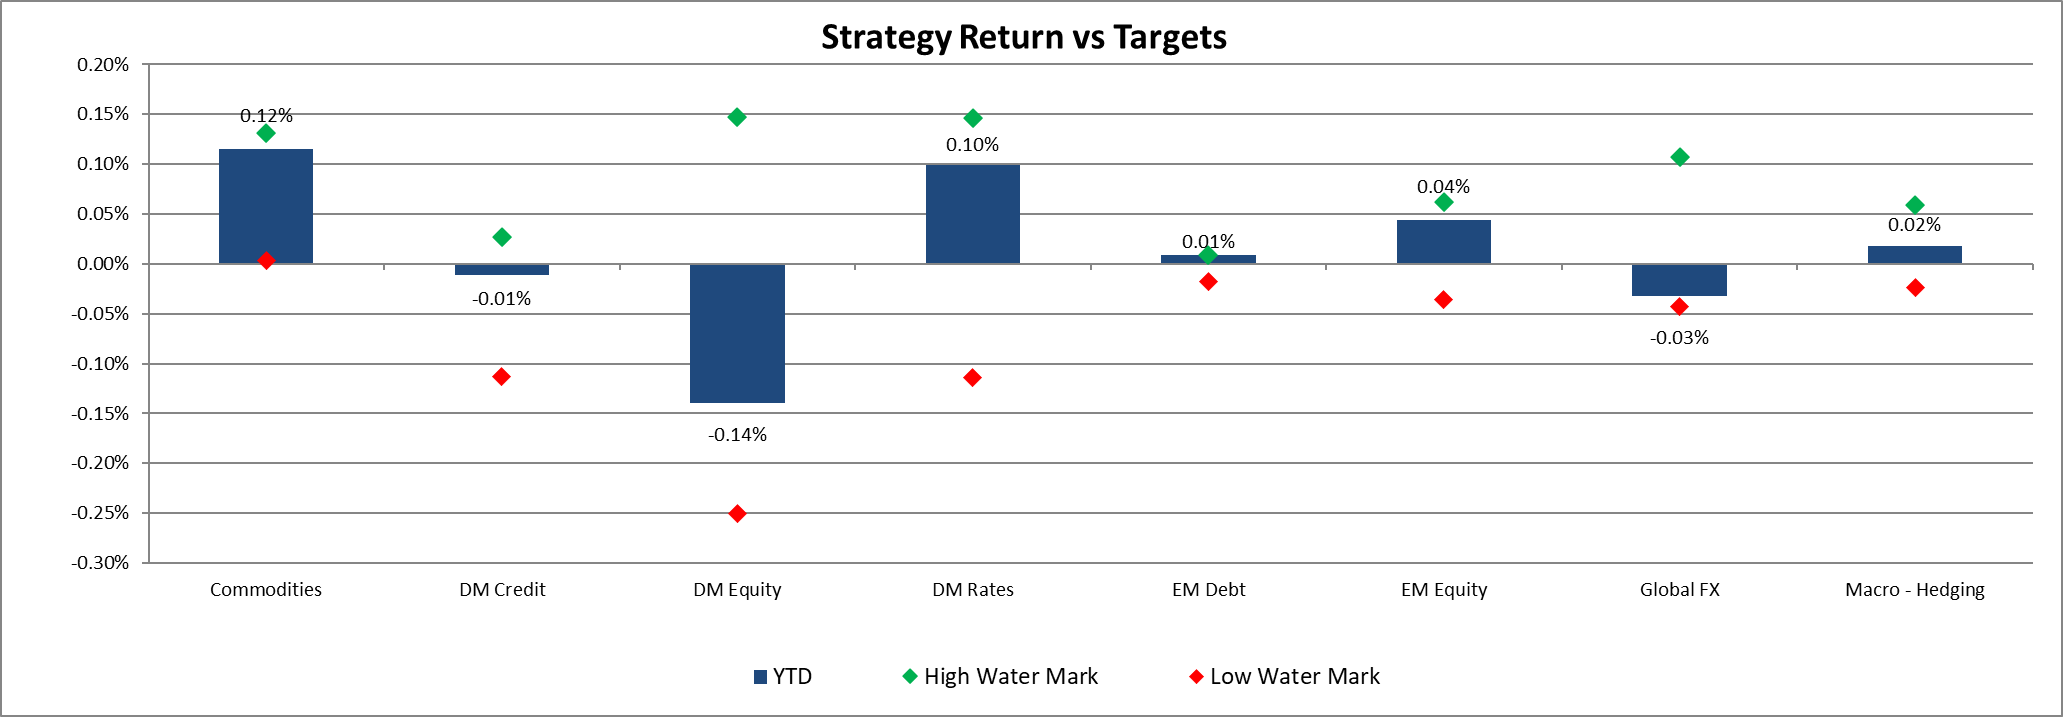 Strategy Return vs Targets
0.20%
0.15%
0.10%
0.05%
0.00%
-0.05%
-0.10%
-0.15%
-0.20%
-0.25%
-0.30%
0.12%
-0.01%
-0.14%
0.10%
0.01%
0.04%
-0.03%
0.02%
Commodities
DM Credit
DM Equity
DM Rates
EM Debt
EM Equity
Global FX
Macro - Hedging
YTD
High Water Mark
Low Water Mark